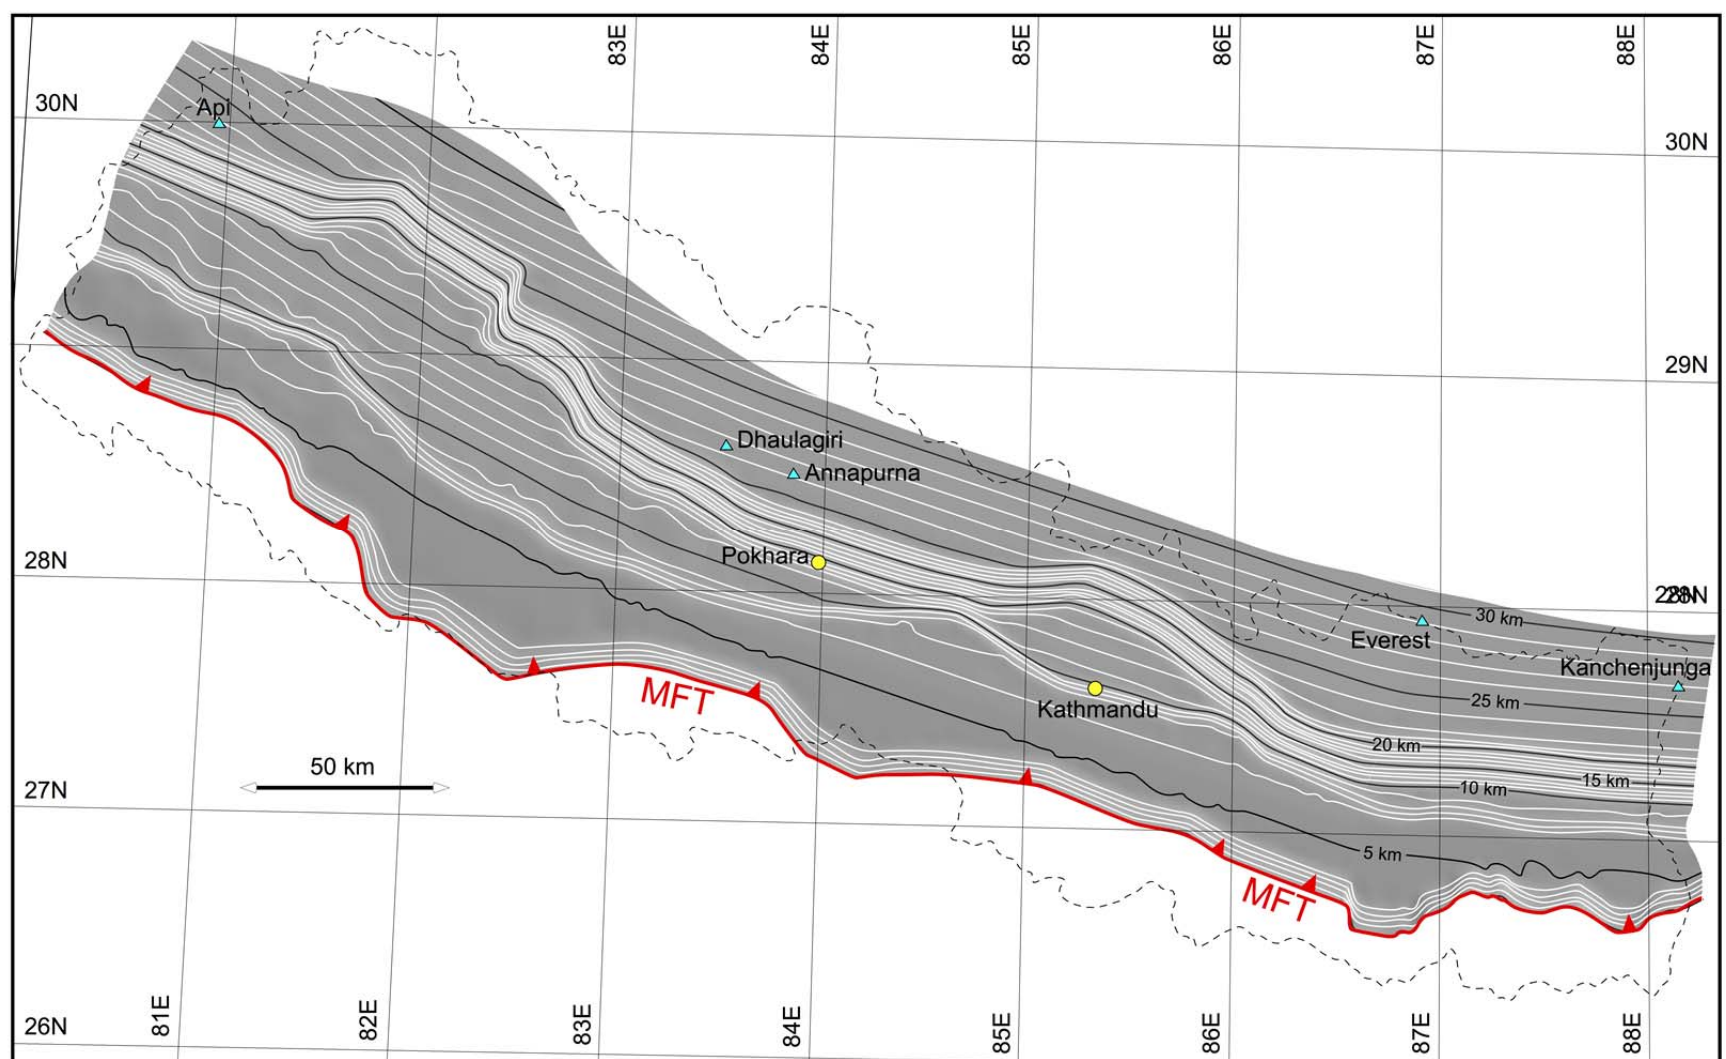 83E
84E
85E
86E
87E
88E
30N
Api
30N
29N
Dhaulagiri
Annapurna
Pokhara
28N
28N
30 km
Everest
Kanchenjunga
25 km
MFT
Kathmandu
20 km
50 km
15 km
27N
10 km
5 km
MFT
26N
81E
82E
83E
84E
85E
86E
87E
88E